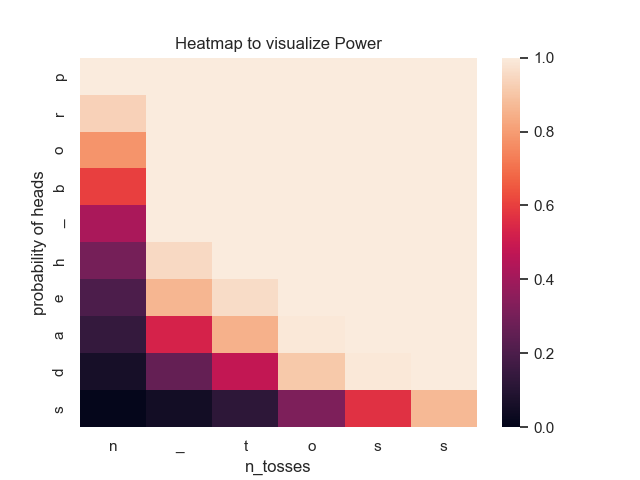 Heatmap to visualize Power
probability of heads
p
r
o
b
_
h
e
a
d
s
n _ t o s s
n_tosses
1.0
0.8
0.6
0.4
0.2
0.0